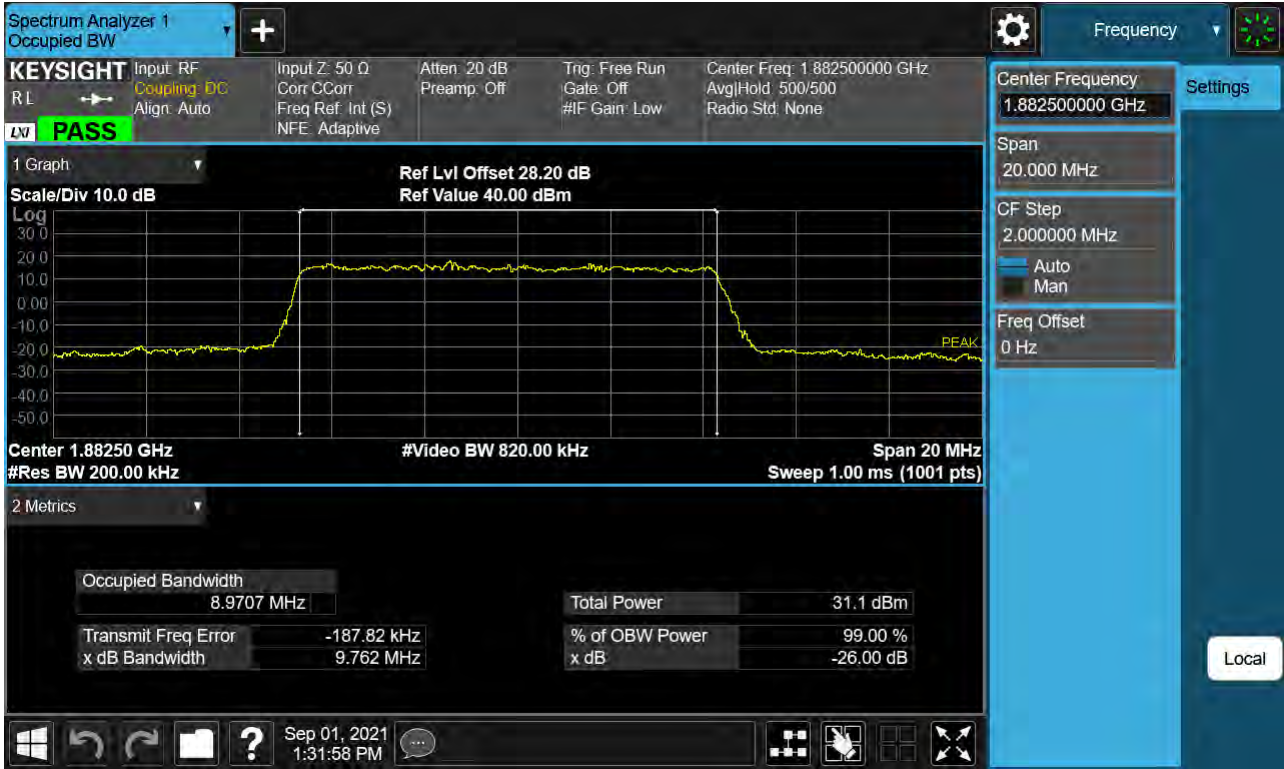 Spectrum Analyzer 1
Occupied BW
Frequency
KEYSIGHT
RL
LXI PASS
Input: RF
Coupling: DC
Align: Auto
Input Z: 50 Ω
Corr CCorr
Freq Ref: Int (S)
NFE: Adaptive
Atten: 20 dB
Preamp: Off
Trig: Free Run
Gate: Off
#IF Gain: Low
Center Freq: 1.882500000 GHz
Avg|Hold: 500/500
Radio Std: None
Center Frequency
1.882500000 GHz
Settings
Span
20.000 MHz
CF Step
2.000000 MHz
Auto
Man
Freq Offset
0 Hz
1 Graph
Scale/Div 10.0 dB
Ref Lvl Offset 28.20 dB
Ref Value 40.00 dBm
Log
30.0
20.0
10.0
0.00
-10.0
-20.0
-30.0
-40.0
-50.0
PEAK
Center 1.88250 GHz
#Video BW 820.00 kHz
Span 20 MHz
#Res BW 200.00 kHz
Sweep 1.00 ms (1001 pts)
2 Metrics
Occupied Bandwidth
8.9707 MHz
Total Power 31.1 dBm
Transmit Freq Error -187.82 kHz
% of OBW Power 99.00 %
x dB Bandwidth 9.762 MHz
x dB -26.00 dB
Local
?
Sep 01, 2021
1:31:58 PM